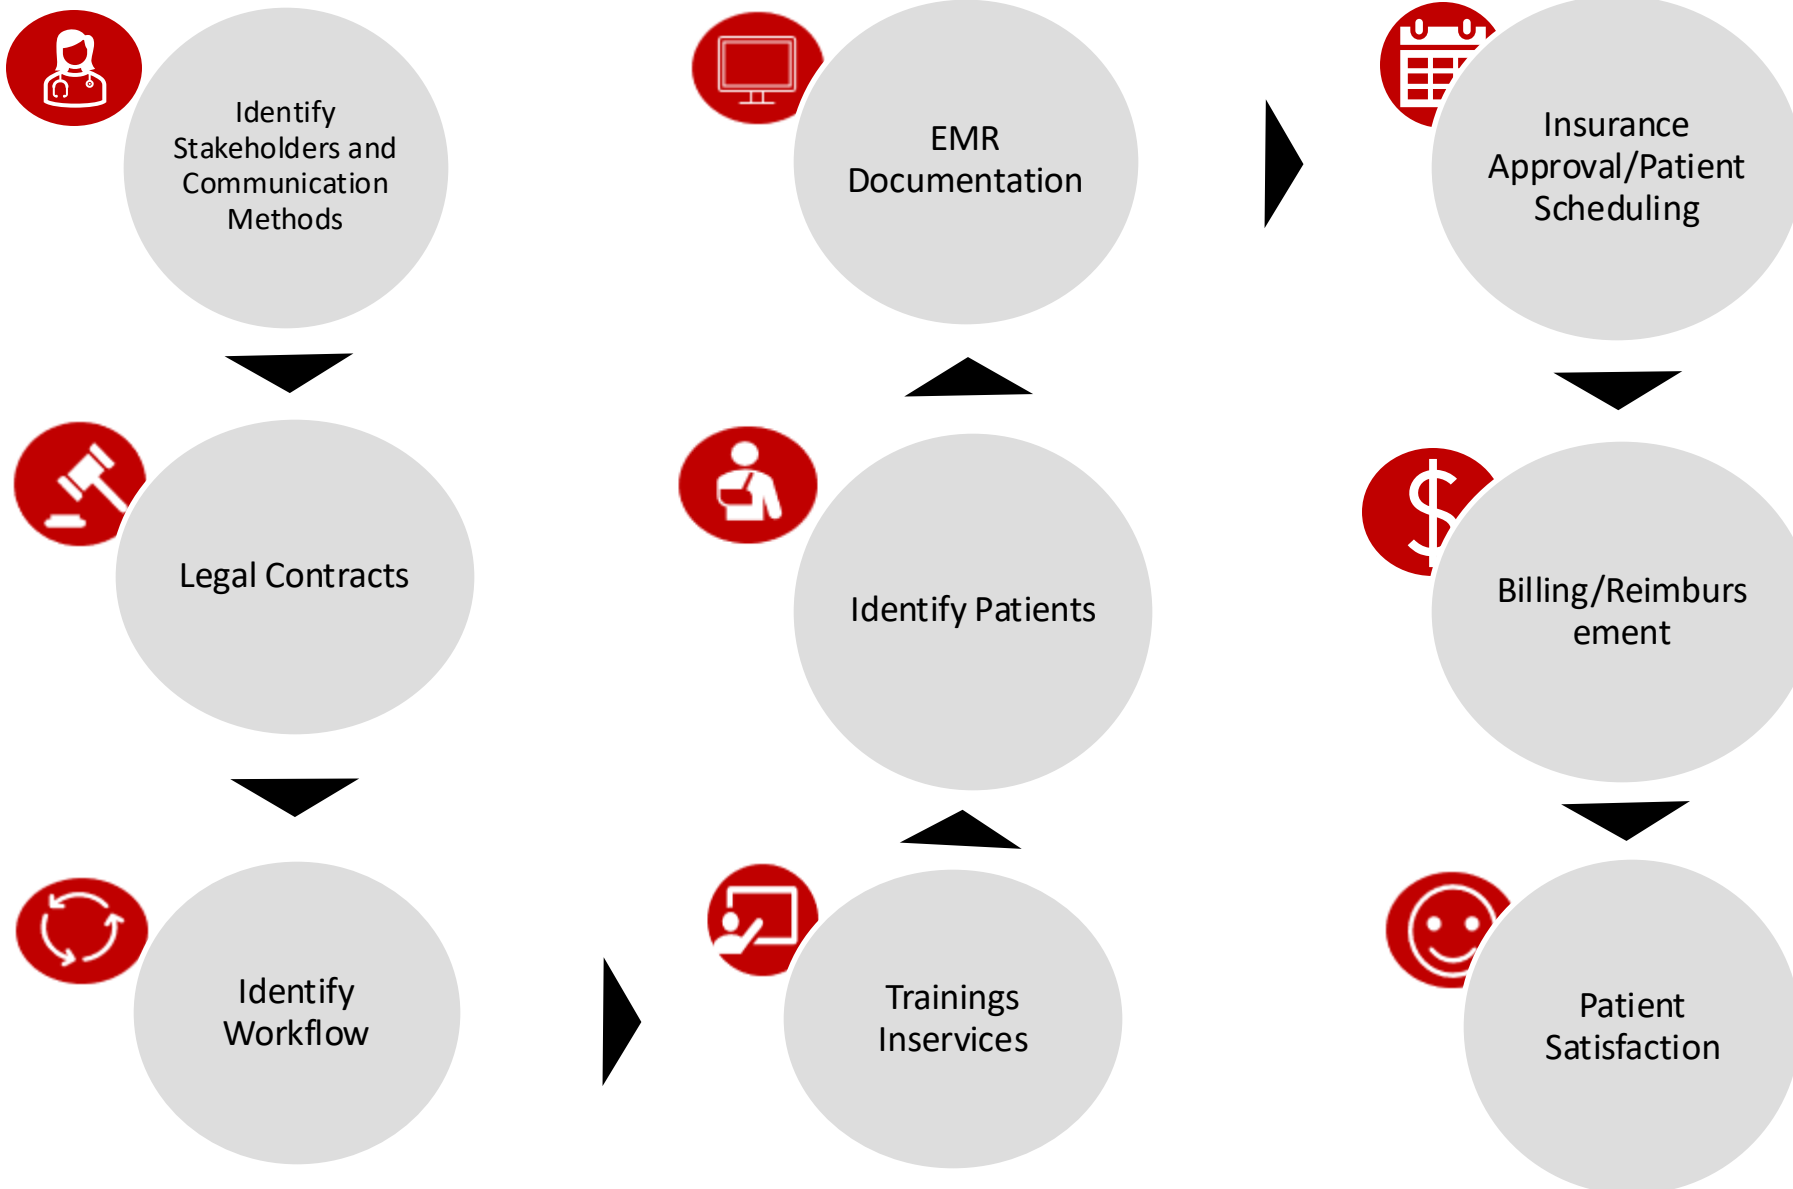 Identify
Stakeholders and
Communication
Methods
Legal Contracts
Identify
Workflow
Trainings
Inservices
Identify Patients
EMR
Documentation
Insurance
Approval/Patient
Scheduling
Billing/Reimburs
ement
Patient
Satisfaction